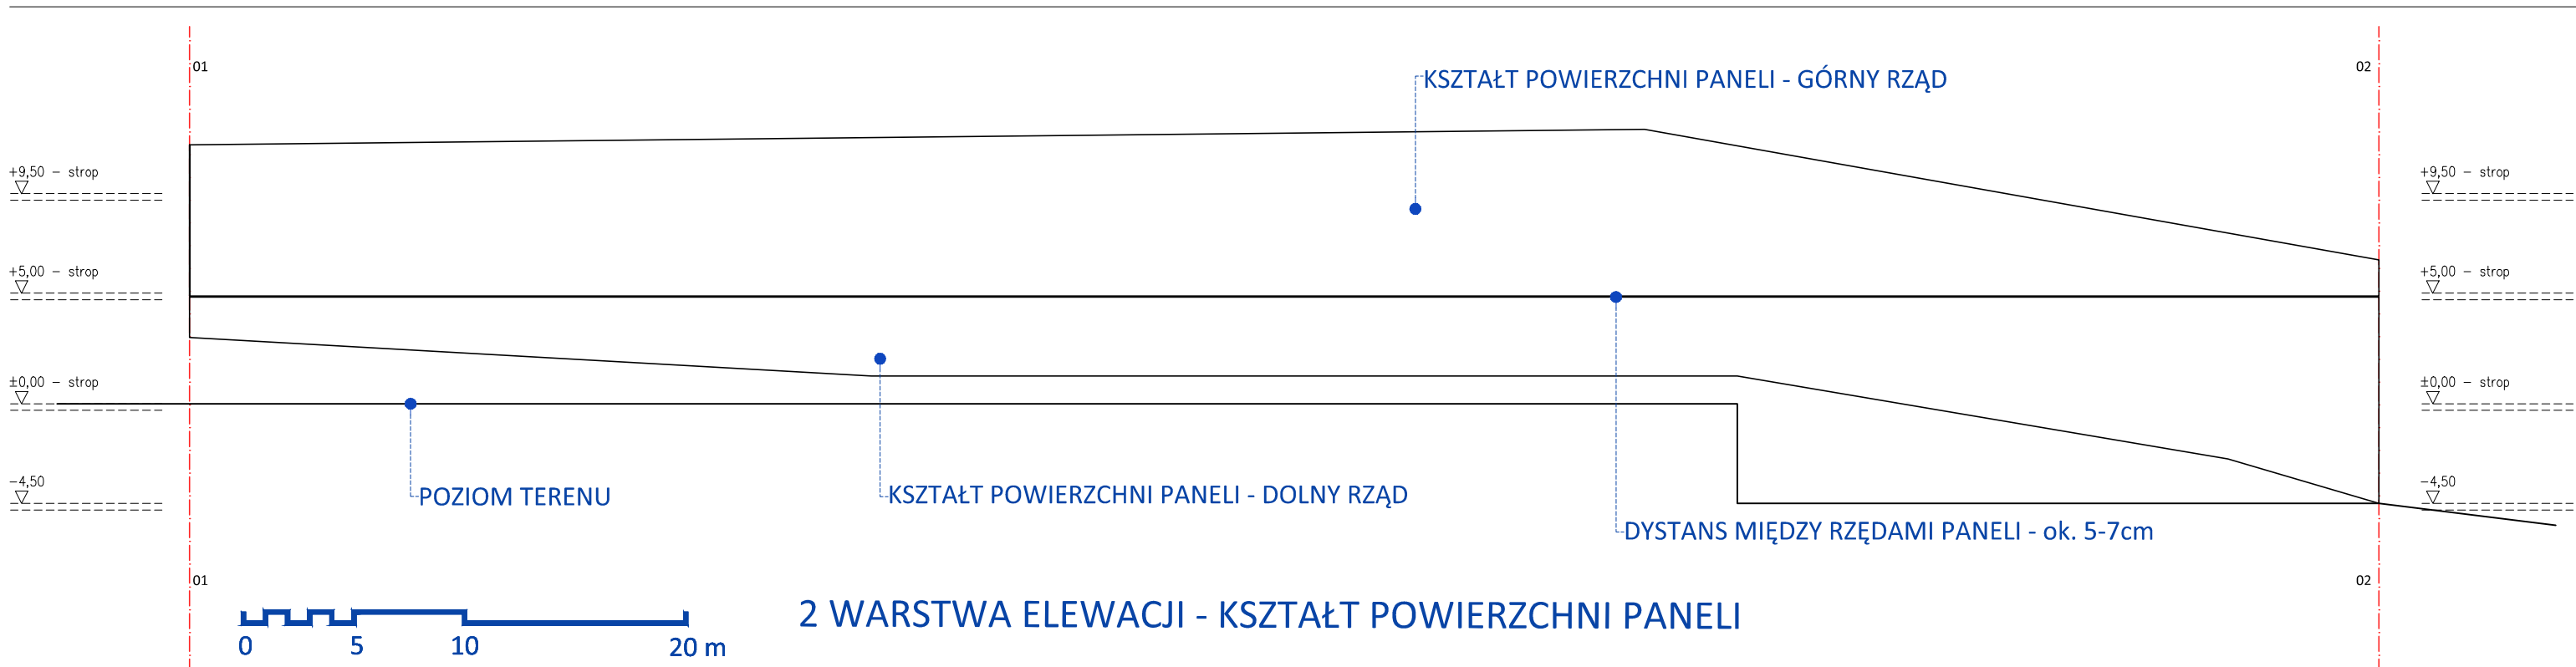 01
02
KSZTAŁT POWIERZCHNI PANELI - GÓRNY RZĄD
+9,50 – strop
+9,50 – strop
+5,00 – strop
+5,00 – strop
±0,00 – strop
±0,00 – strop
−4,50
−4,50
POZIOM TERENU
KSZTAŁT POWIERZCHNI PANELI - DOLNY RZĄD
DYSTANS MIĘDZY RZĘDAMI PANELI - ok. 5-7cm
01
02
2 WARSTWA ELEWACJI - KSZTAŁT POWIERZCHNI PANELI
0 5 10 20 m